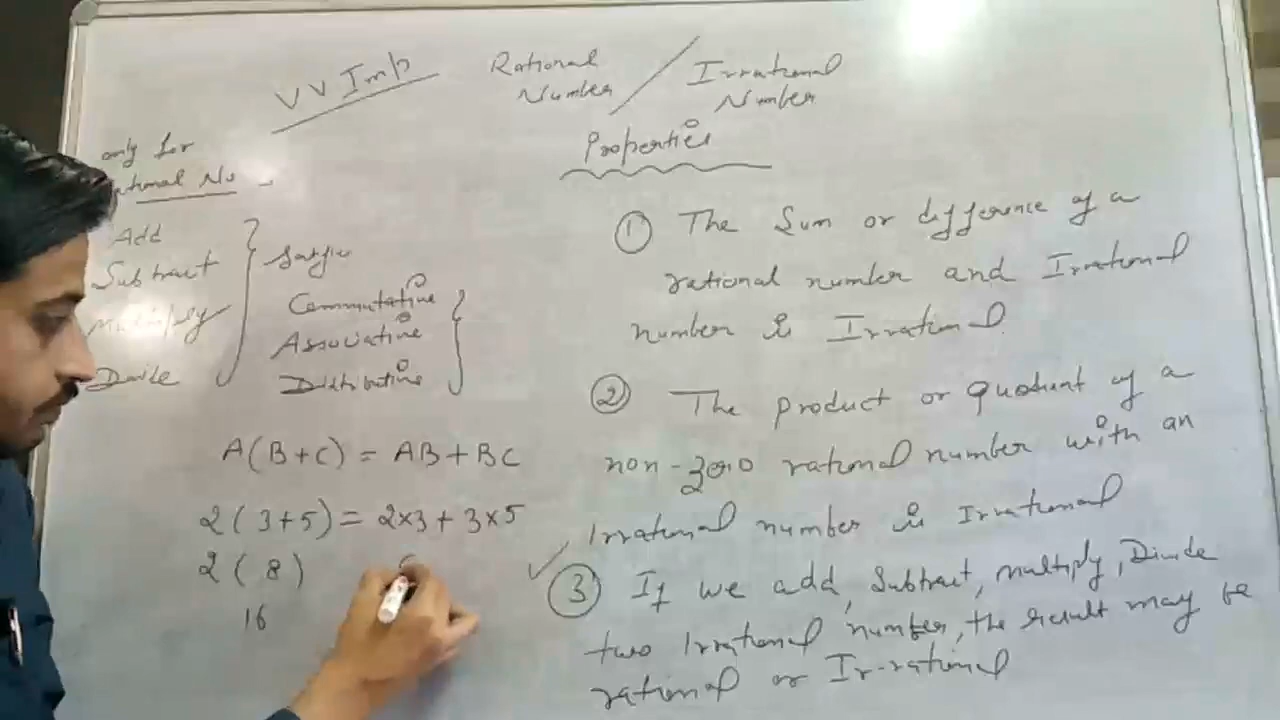 VV Imp
Rational Number / Irrational Number
Properties
only for
Rational No
Add
Subtract
Multiply
Divide
Satisfie
Commutative
Associative
Distributive
A(B+C) = AB+BC
2(3+5) = 2×3+3×5
2(8)
16
① The Sum or difference of a
rational number and Irrational
number is Irrational
② The product or quotient of a
non-zero rational number with an
Irrational number is Irrational
③ If we add, Subtract, multiply, Divide
two Irrational number, the result may be
rational or Ir-rational